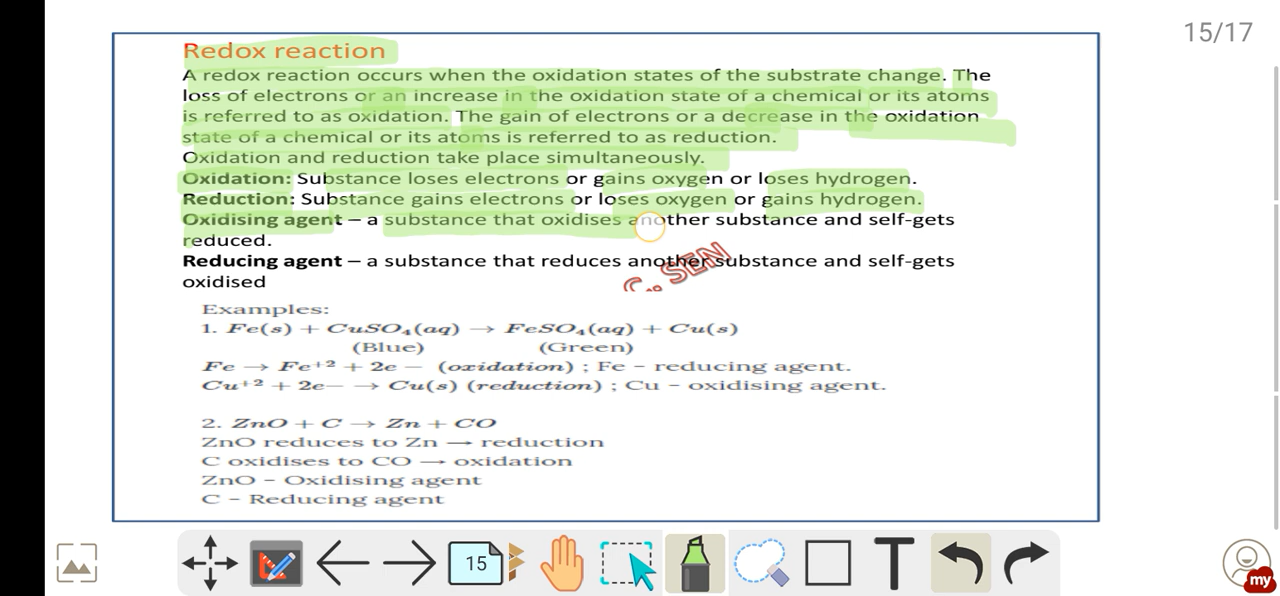 15/17
Redox reaction
A redox reaction occurs when the oxidation states of the substrate change. The
loss of electrons or an increase in the oxidation state of a chemical or its atoms
is referred to as oxidation. The gain of electrons or a decrease in the oxidation
state of a chemical or its atoms is referred to as reduction.
Oxidation and reduction take place simultaneously.
Oxidation: Substance loses electrons or gains oxygen or loses hydrogen.
Reduction: Substance gains electrons or loses oxygen or gains hydrogen.
Oxidising agent – a substance that oxidises another substance and self-gets
reduced.
Reducing agent – a substance that reduces another substance and self-gets
oxidised
SEN
Examples:
1. Fe(s) + CuSO₄(aq) → FeSO₄(aq) + Cu(s)
(Blue) (Green)
Fe → Fe⁺² + 2e − (oxidation) ; Fe – reducing agent.
Cu⁺² + 2e− → Cu(s) (reduction) ; Cu – oxidising agent.
2. ZnO + C → Zn + CO
ZnO reduces to Zn → reduction
C oxidises to CO → oxidation
ZnO – Oxidising agent
C – Reducing agent
15
T
my